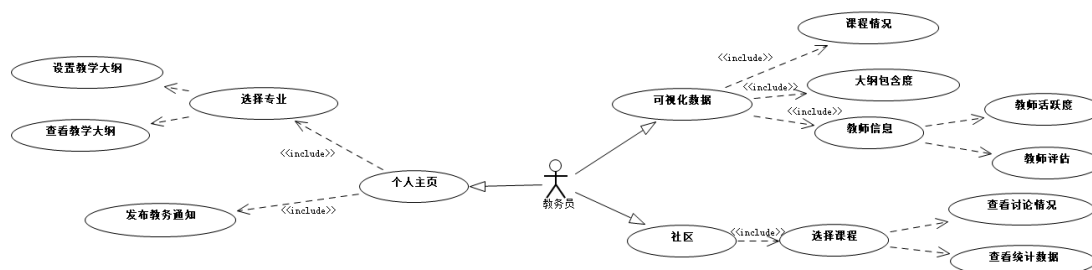 课程情况
<<include>>
设置教学大纲
大纲包含度
<<include>>
选择专业
可视化数据
教师活跃度
<<include>>
查看教学大纲
教师信息
<<include>>
教师评估
个人主页
教务员
<<include>>
发布教务通知
查看讨论情况
社区
<<include>>
选择课程
查看统计数据